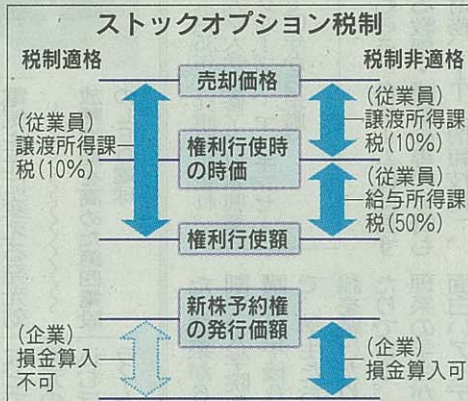 ストックオプション税制
税制適格
税制非適格
売却価格
(従業員)
譲渡所得課
税(10%)
(従業員)
譲渡所得課
税(10%)
権利行使時
の時価
(従業員)
給与所得課
税(50%)
権利行使額
新株予約権
の発行価額
(企業)
損金算入
不可
(企業)
損金算入可